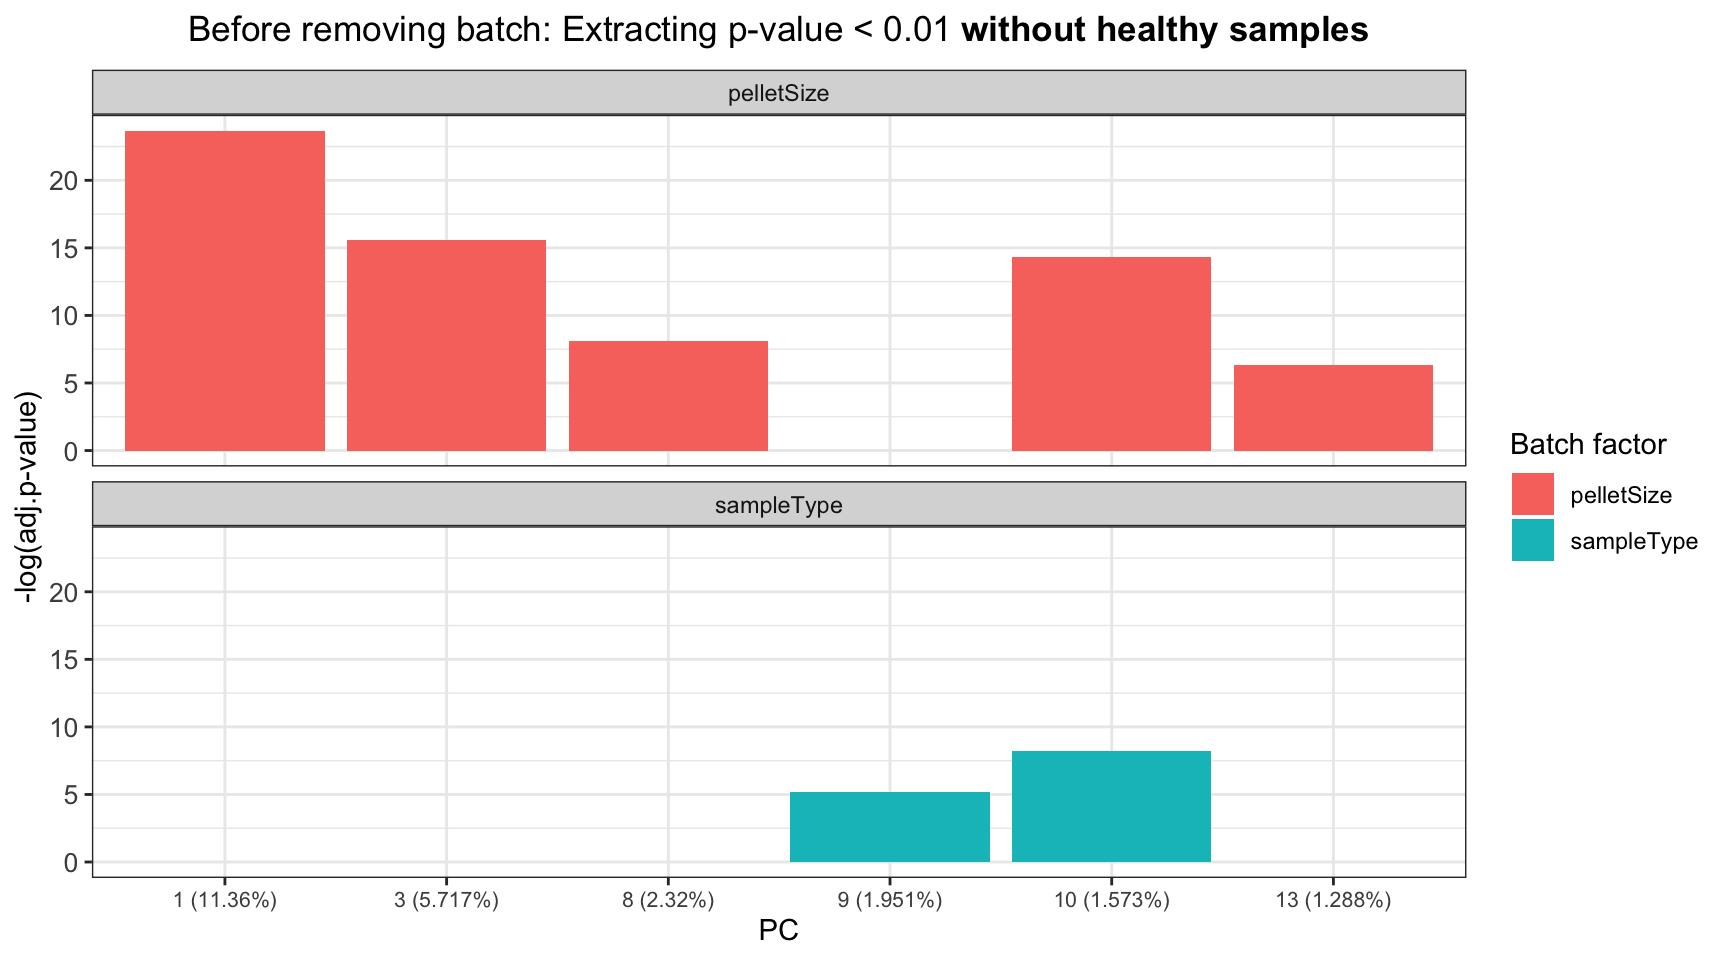 Before removing batch: Extracting p-value < 0.01 without healthy samples
pelletSize
20
15
10
5
0
sampleType
20
15
10
5
0
-log(adj.p-value)
1 (11.36%) 3 (5.717%) 8 (2.32%) 9 (1.951%) 10 (1.573%) 13 (1.288%)
PC
Batch factor
pelletSize
sampleType